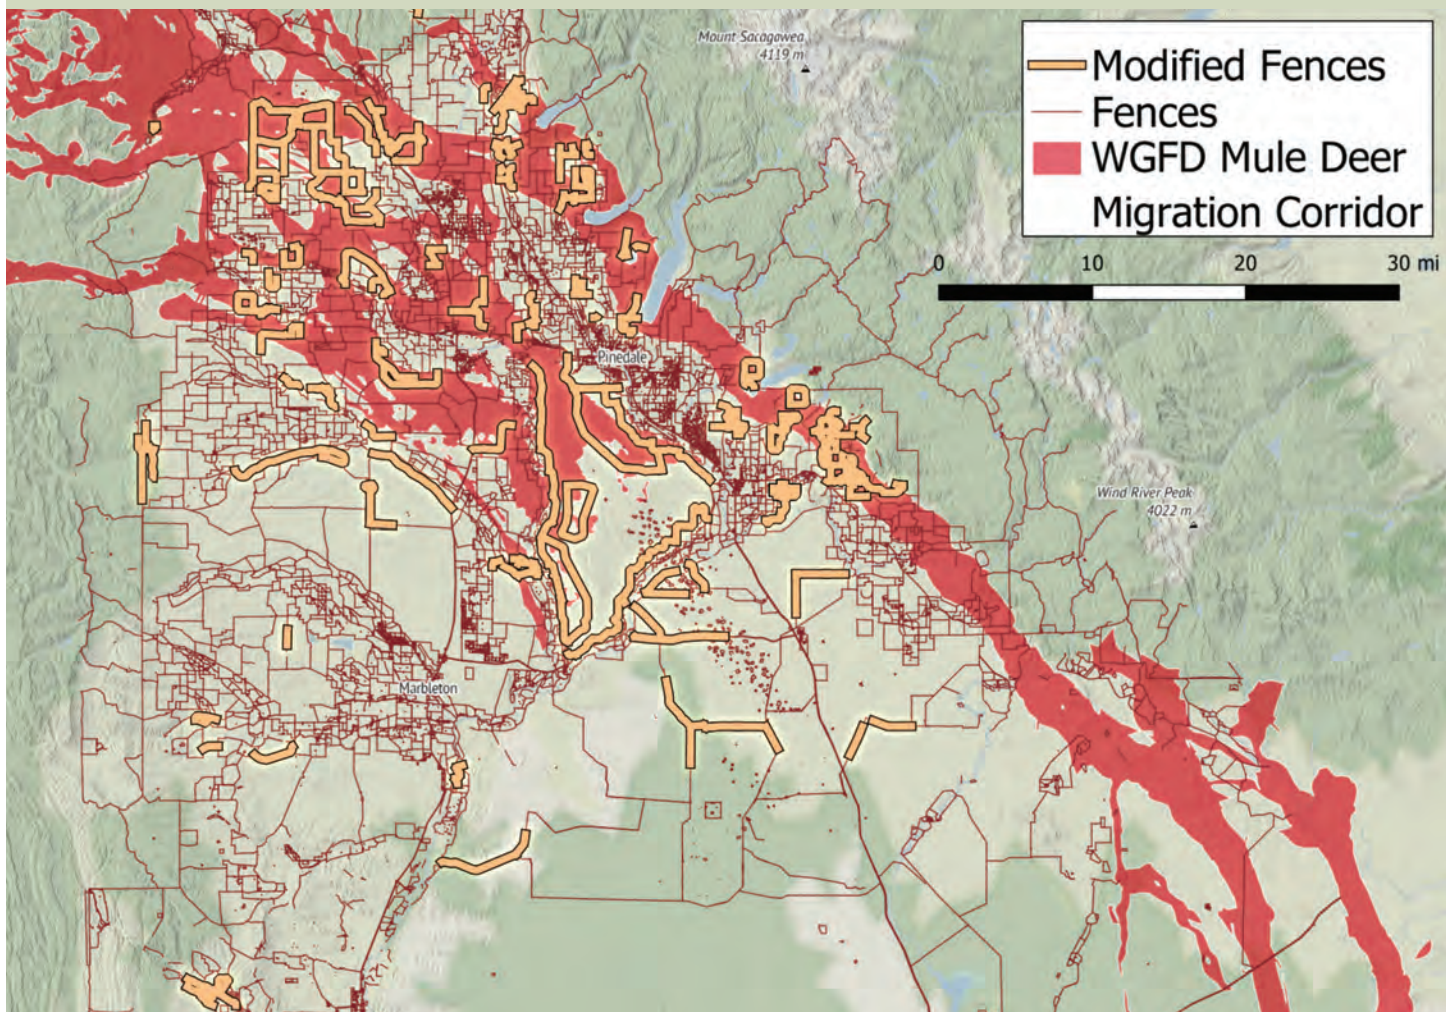 Mount Sacagawea
4119 m
Modified Fences
Fences
WGFD Mule Deer
Migration Corridor
0 10 20 30 mi
Pinedale
Wind River Peak
4022 m
Marbleton